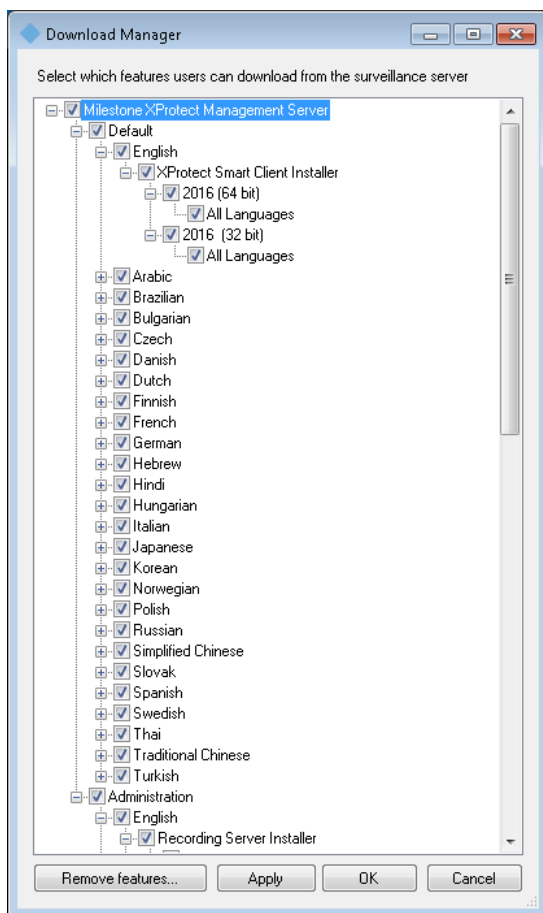 Download Manager
Select which features users can download from the surveillance server
Milestone XProtect Management Server
Default
English
XProtect Smart Client Installer
2016 (64 bit)
All Languages
2016 (32 bit)
All Languages
Arabic
Brazilian
Bulgarian
Czech
Danish
Dutch
Finnish
French
German
Hebrew
Hindi
Hungarian
Italian
Japanese
Korean
Norwegian
Polish
Russian
Simplified Chinese
Slovak
Spanish
Swedish
Thai
Traditional Chinese
Turkish
Administration
English
Recording Server Installer
Remove features... Apply OK Cancel